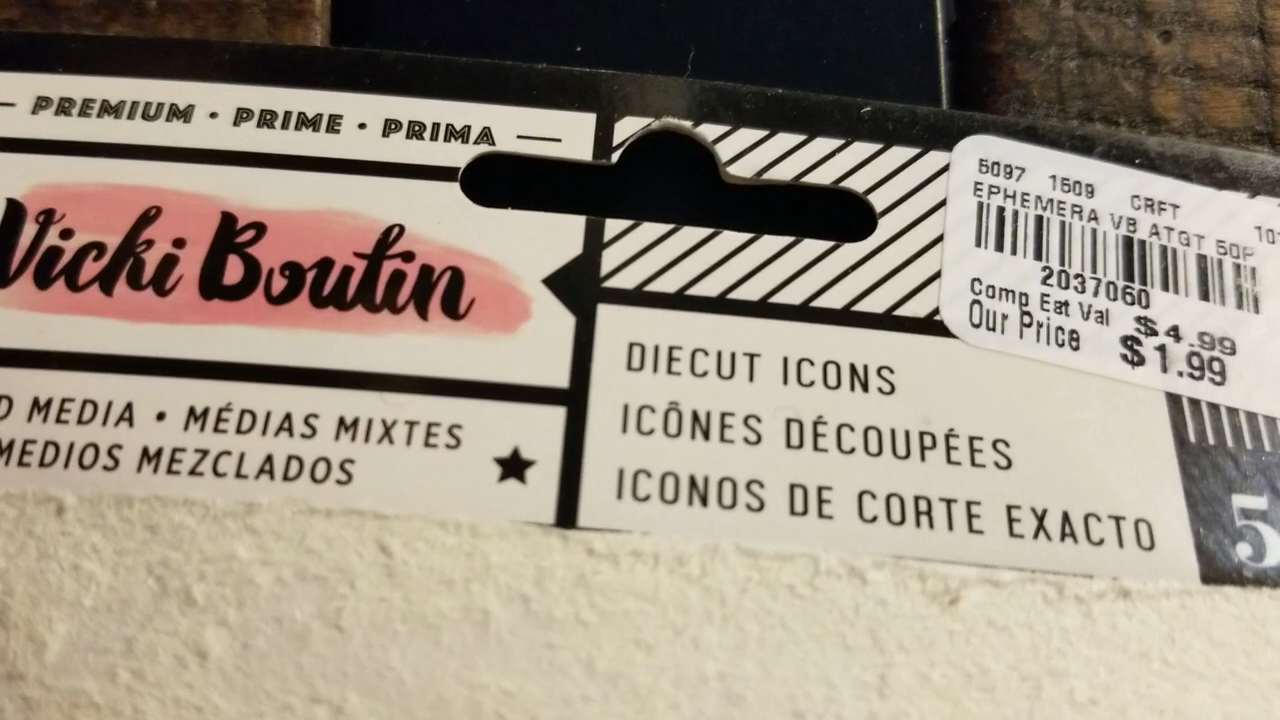 PREMIUM • PRIME • PRIMA
Vicki Boutin
D MEDIA • MÉDIAS MIXTES
MEDIOS MEZCLADOS
DIECUT ICONS
ICÔNES DÉCOUPÉES
ICONOS DE CORTE EXACTO
5097 1509 CRFT 10
EPHEMERA VB ATGT 50P
2037060
Comp Est Val $4.99
Our Price $1.99
5